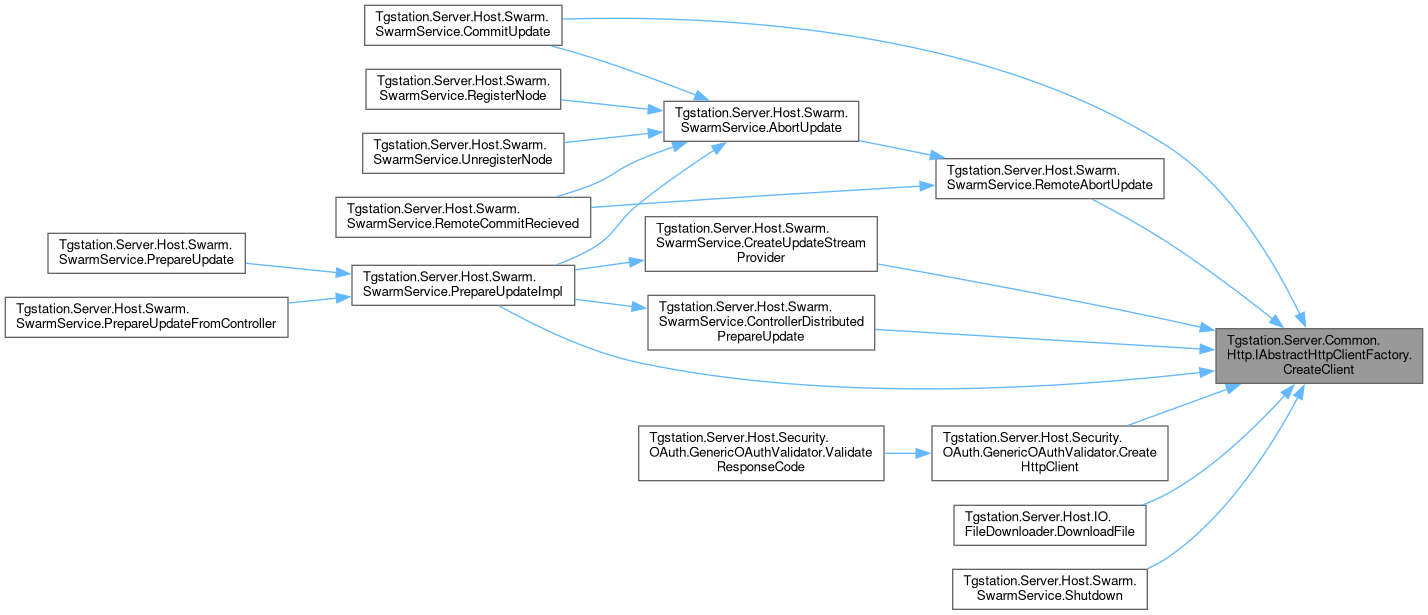 Tgstation.Server.Host.Swarm.
SwarmService.CommitUpdate
Tgstation.Server.Host.Swarm.
SwarmService.RegisterNode
Tgstation.Server.Host.Swarm.
SwarmService.AbortUpdate
Tgstation.Server.Host.Swarm.
SwarmService.UnregisterNode
Tgstation.Server.Host.Swarm.
SwarmService.RemoteAbortUpdate
Tgstation.Server.Host.Swarm.
SwarmService.RemoteCommitRecieved
Tgstation.Server.Host.Swarm.
SwarmService.CreateUpdateStream
Provider
Tgstation.Server.Host.Swarm.
SwarmService.PrepareUpdate
Tgstation.Server.Host.Swarm.
SwarmService.PrepareUpdateImpl
Tgstation.Server.Host.Swarm.
SwarmService.PrepareUpdateFromController
Tgstation.Server.Host.Swarm.
SwarmService.ControllerDistributed
PrepareUpdate
Tgstation.Server.Common.
Http.IAbstractHttpClientFactory.
CreateClient
Tgstation.Server.Host.Security.
OAuth.GenericOAuthValidator.Validate
ResponseCode
Tgstation.Server.Host.Security.
OAuth.GenericOAuthValidator.Create
HttpClient
Tgstation.Server.Host.IO.
FileDownloader.DownloadFile
Tgstation.Server.Host.Swarm.
SwarmService.Shutdown